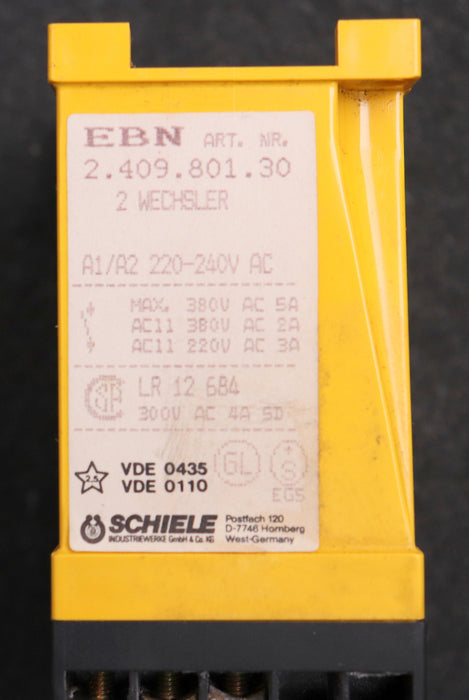 EBN ART. NR.
2.409.801.30
2 WECHSLER
A1/A2 220-240V AC
MAX. 380V AC 5A
AC11 380V AC 2A
AC11 220V AC 3A
LR 12 684
300V AC 4A SD
2.5 VDE 0435
VDE 0110
GL
+ S
EGS
SCHIELE
INDUSTRIEWERKE GmbH & Co. KG
Postfach 120
D-7746 Hornberg
West-Germany